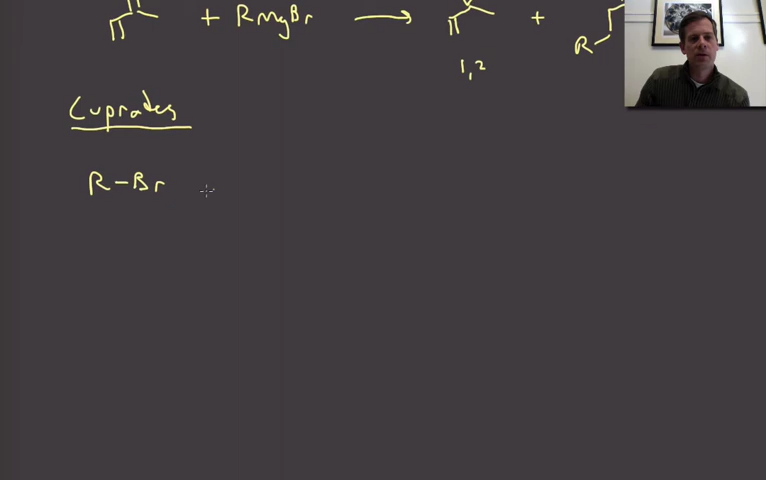 + RMgBr → +
R
1,2
Cuprates
R-Br